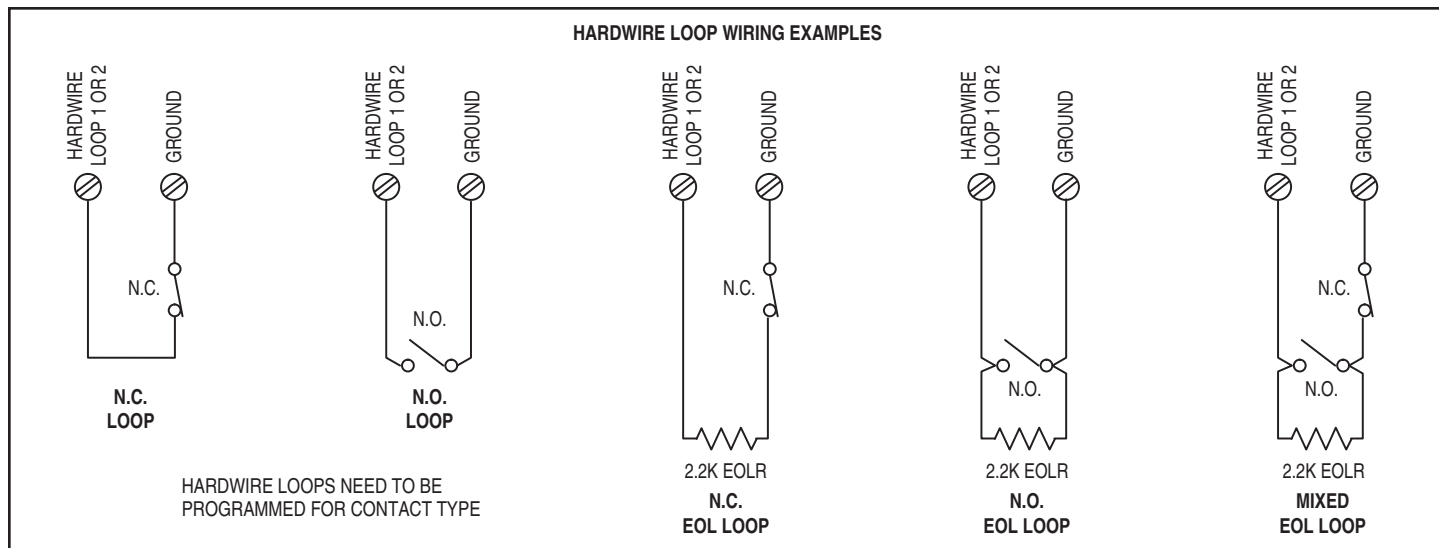 HARDWIRE LOOP WIRING EXAMPLES
HARDWIRE
LOOP 1 OR 2
GROUND
N.C.
N.C.
LOOP
HARDWIRE
LOOP 1 OR 2
GROUND
N.O.
N.O.
LOOP
HARDWIRE LOOPS NEED TO BE
PROGRAMMED FOR CONTACT TYPE
HARDWIRE
LOOP 1 OR 2
GROUND
N.C.
2.2K EOLR
N.C.
EOL LOOP
HARDWIRE
LOOP 1 OR 2
GROUND
N.O.
2.2K EOLR
N.O.
EOL LOOP
HARDWIRE
LOOP 1 OR 2
GROUND
N.C.
N.O.
2.2K EOLR
MIXED
EOL LOOP